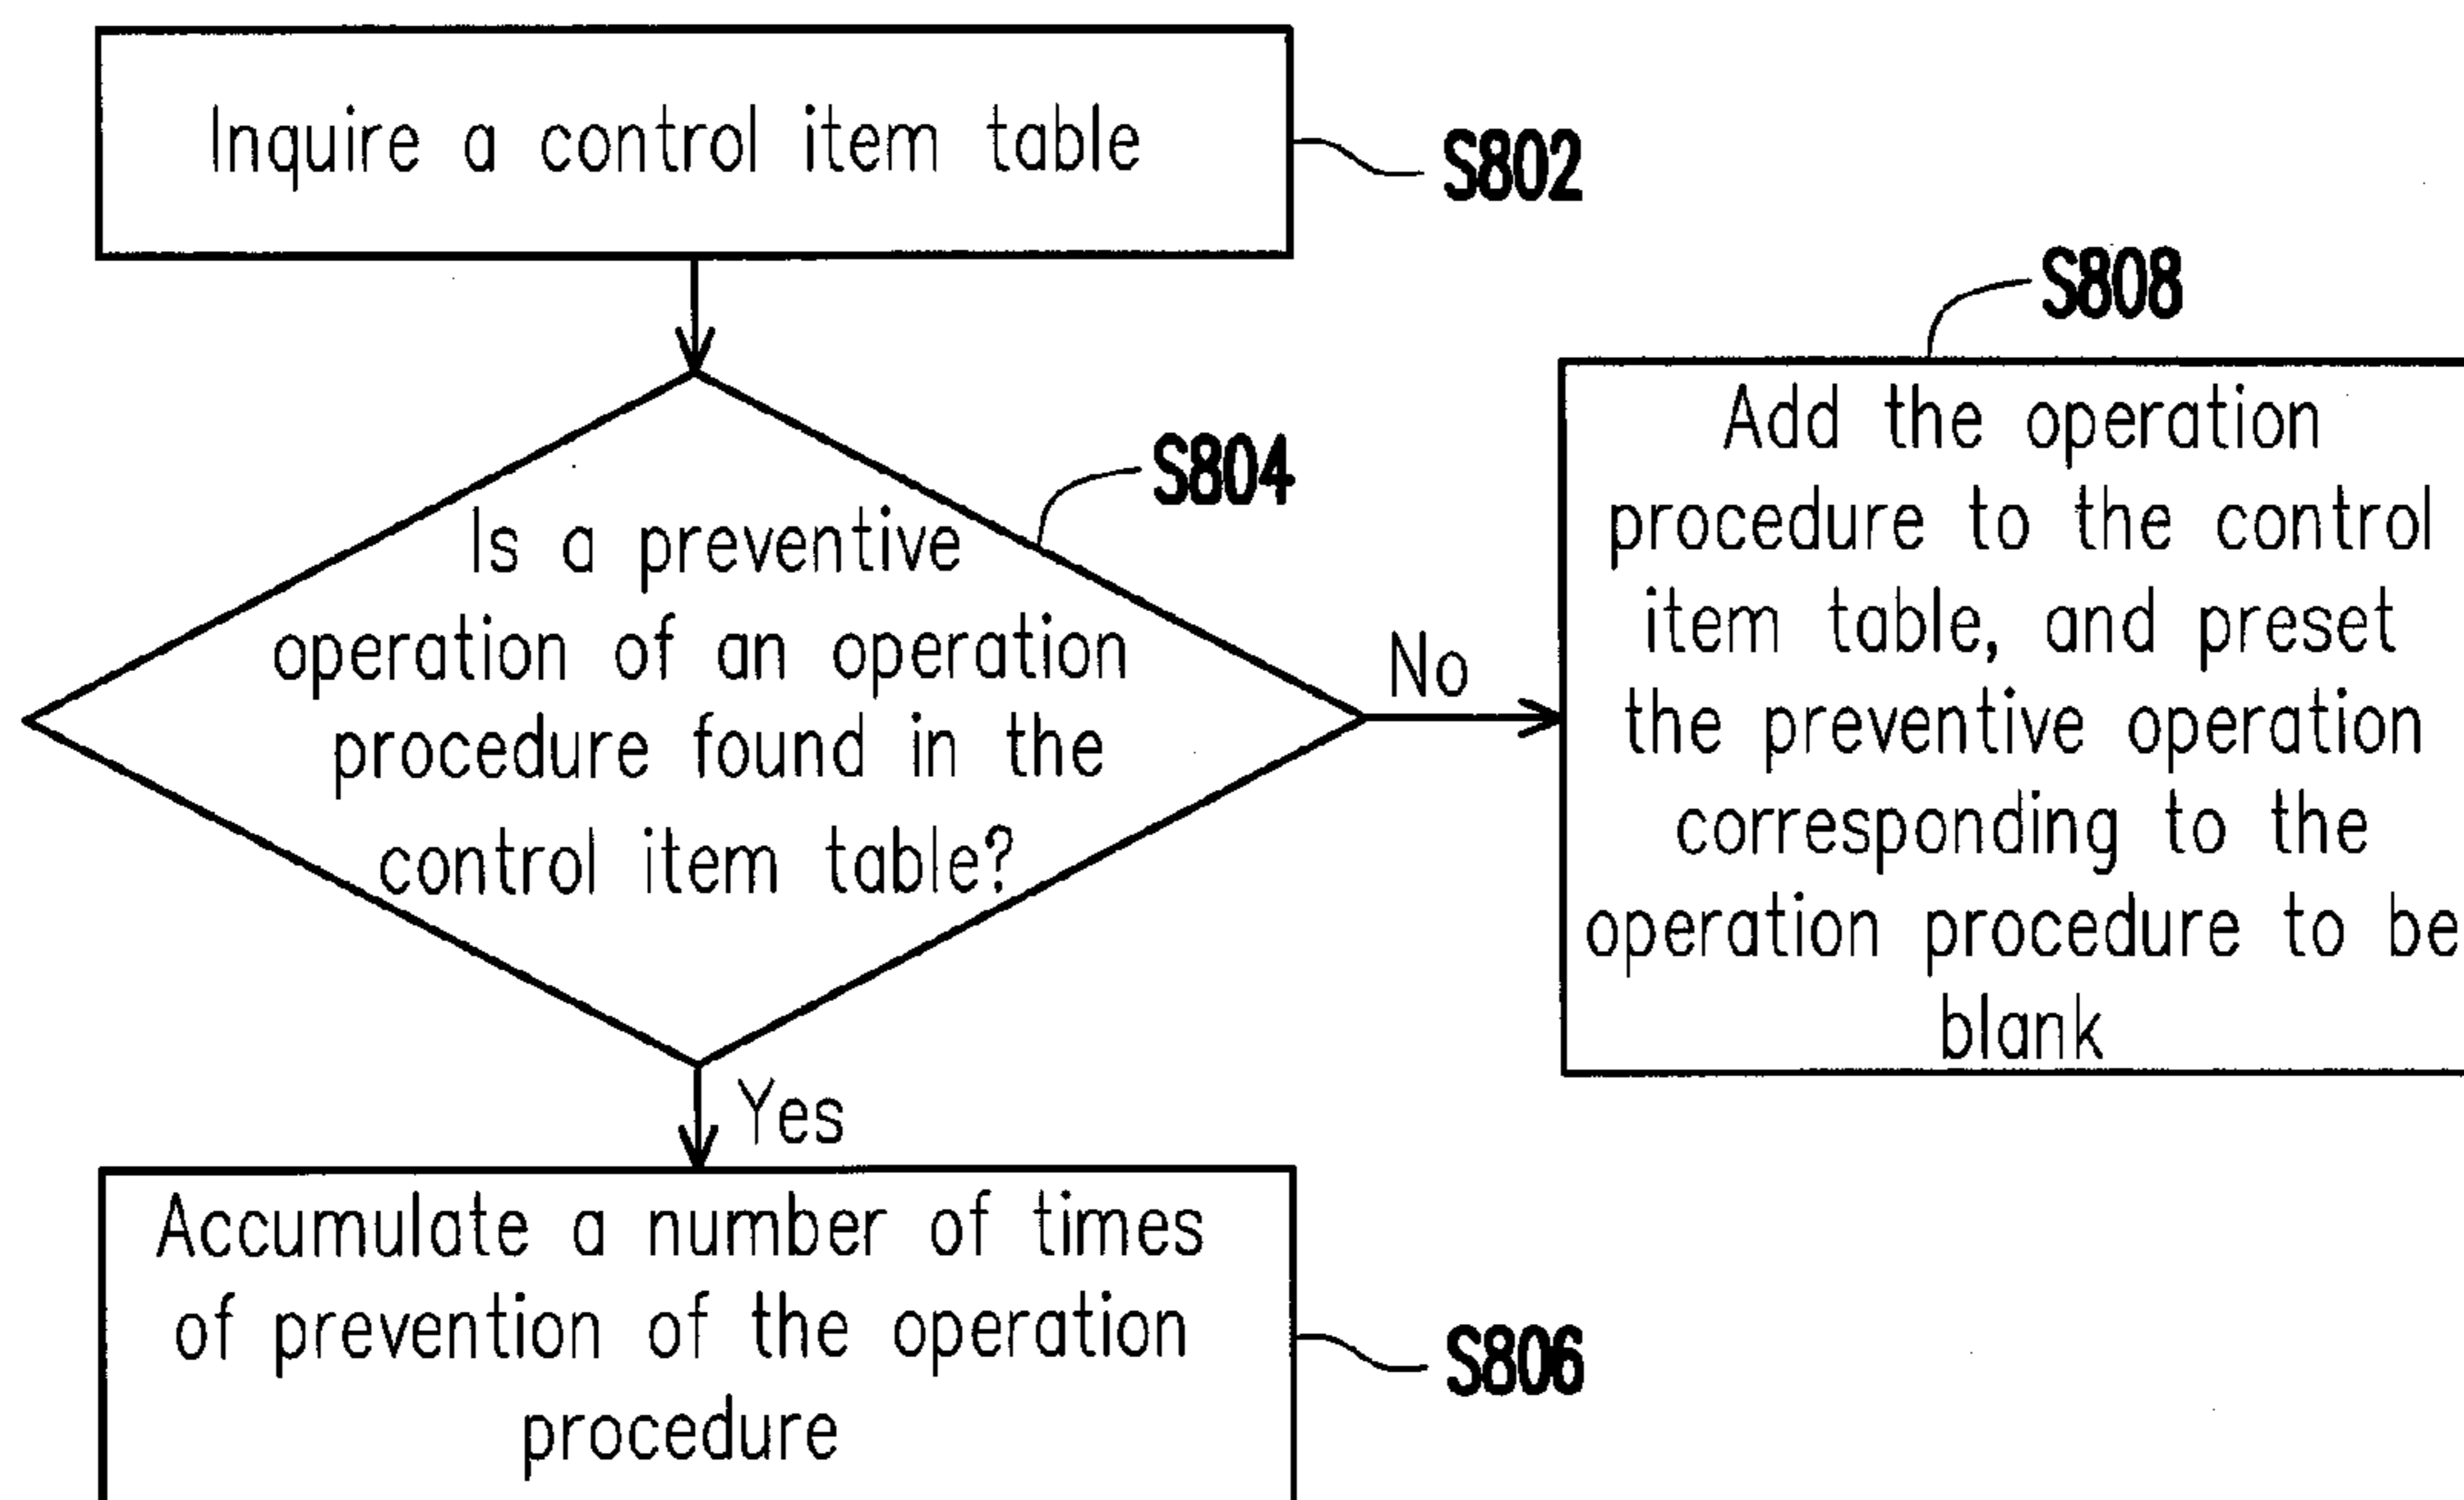 Inquire a control item table
S802
S808
Add the operation
procedure to the control
item table, and preset
the preventive operation
corresponding to the
operation procedure to be
blank
S804
Is a preventive
operation of an operation
procedure found in the
control item table?
No
Yes
Accumulate a number of times
of prevention of the operation
procedure
S806